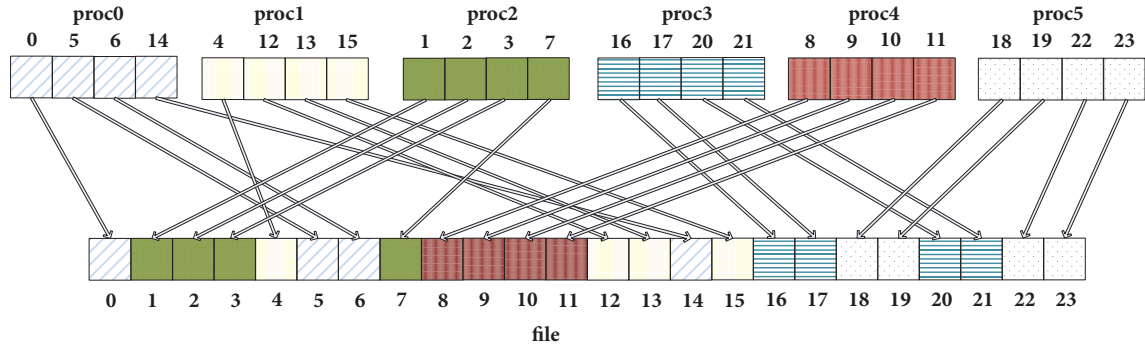 proc0 proc1 proc2 proc3 proc4 proc5
0 5 6 14 4 12 13 15 1 2 3 7 16 17 20 21 8 9 10 11 18 19 22 23
0 1 2 3 4 5 6 7 8 9 10 11 12 13 14 15 16 17 18 19 20 21 22 23
file